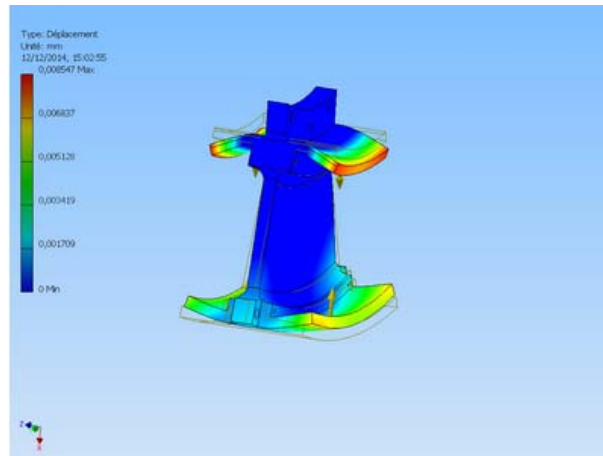 Type: Déplacement
Unité: mm
12/12/2014, 15:02:55
0,008547 Max
0,006837
0,005128
0,003419
0,001709
0 Min
Z
X